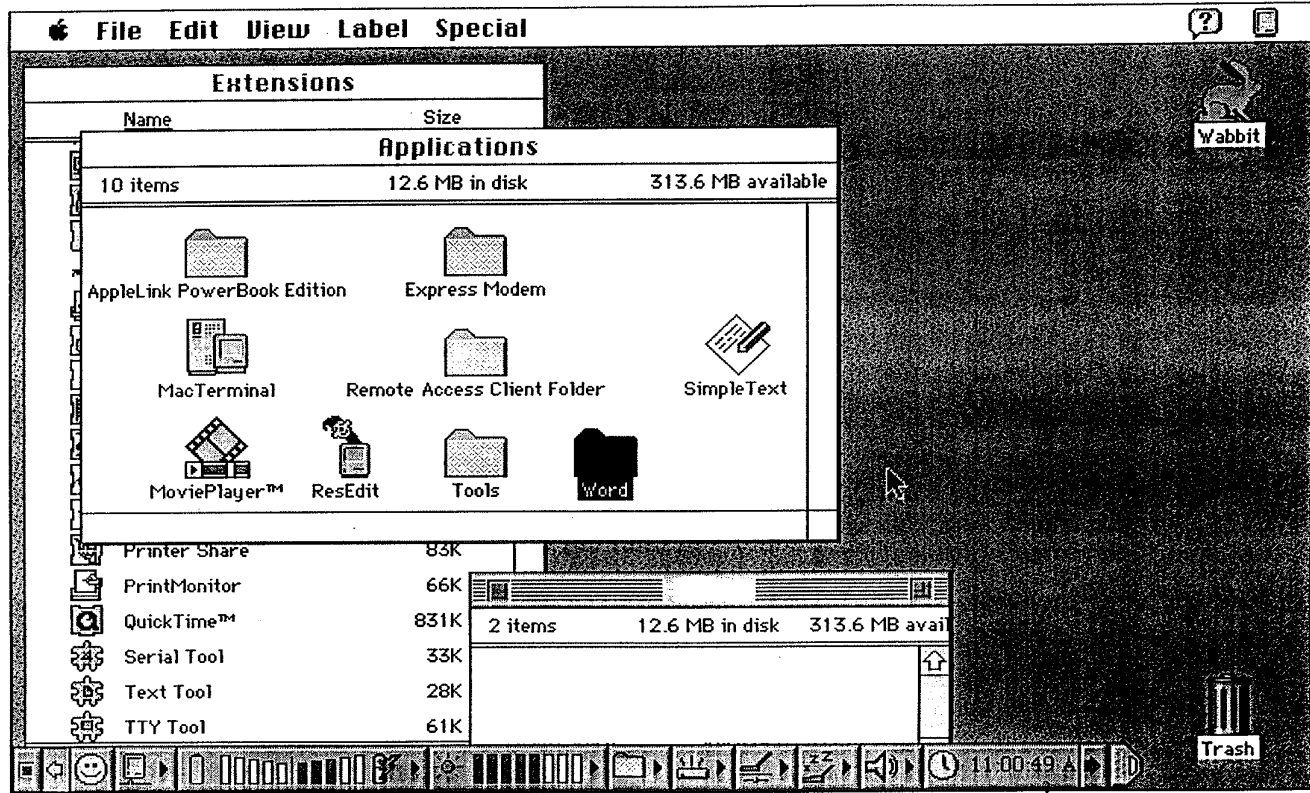 File Edit View Label Special
Extensions
Name Size
Applications
10 items 12.6 MB in disk 313.6 MB available
AppleLink PowerBook Edition Express Modem
MacTerminal Remote Access Client Folder SimpleText
MoviePlayer™ ResEdit Tools Word
Printer Share 83K
PrintMonitor 66K
QuickTime™ 831K
Serial Tool 33K
Text Tool 28K
TTY Tool 61K
2 items 12.6 MB in disk 313.6 MB avail
Wabbit
Trash
11:00:49 A